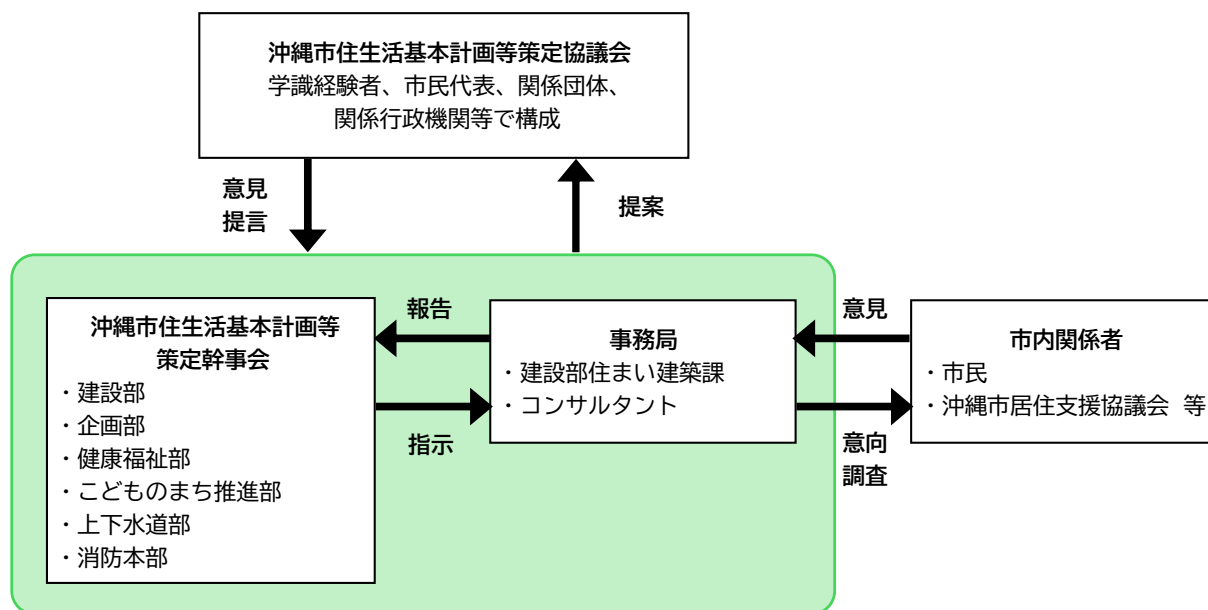 沖縄市住生活基本計画等策定協議会
学識経験者、市民代表、関係団体、
関係行政機関等で構成
意見
提言
提案
沖縄市住生活基本計画等
策定幹事会
・建設部
・企画部
・健康福祉部
・こどものまち推進部
・上下水道部
・消防本部
報告
指示
事務局
・建設部住まい建築課
・コンサルタント
意見
意向
調査
市内関係者
・市民
・沖縄市居住支援協議会 等